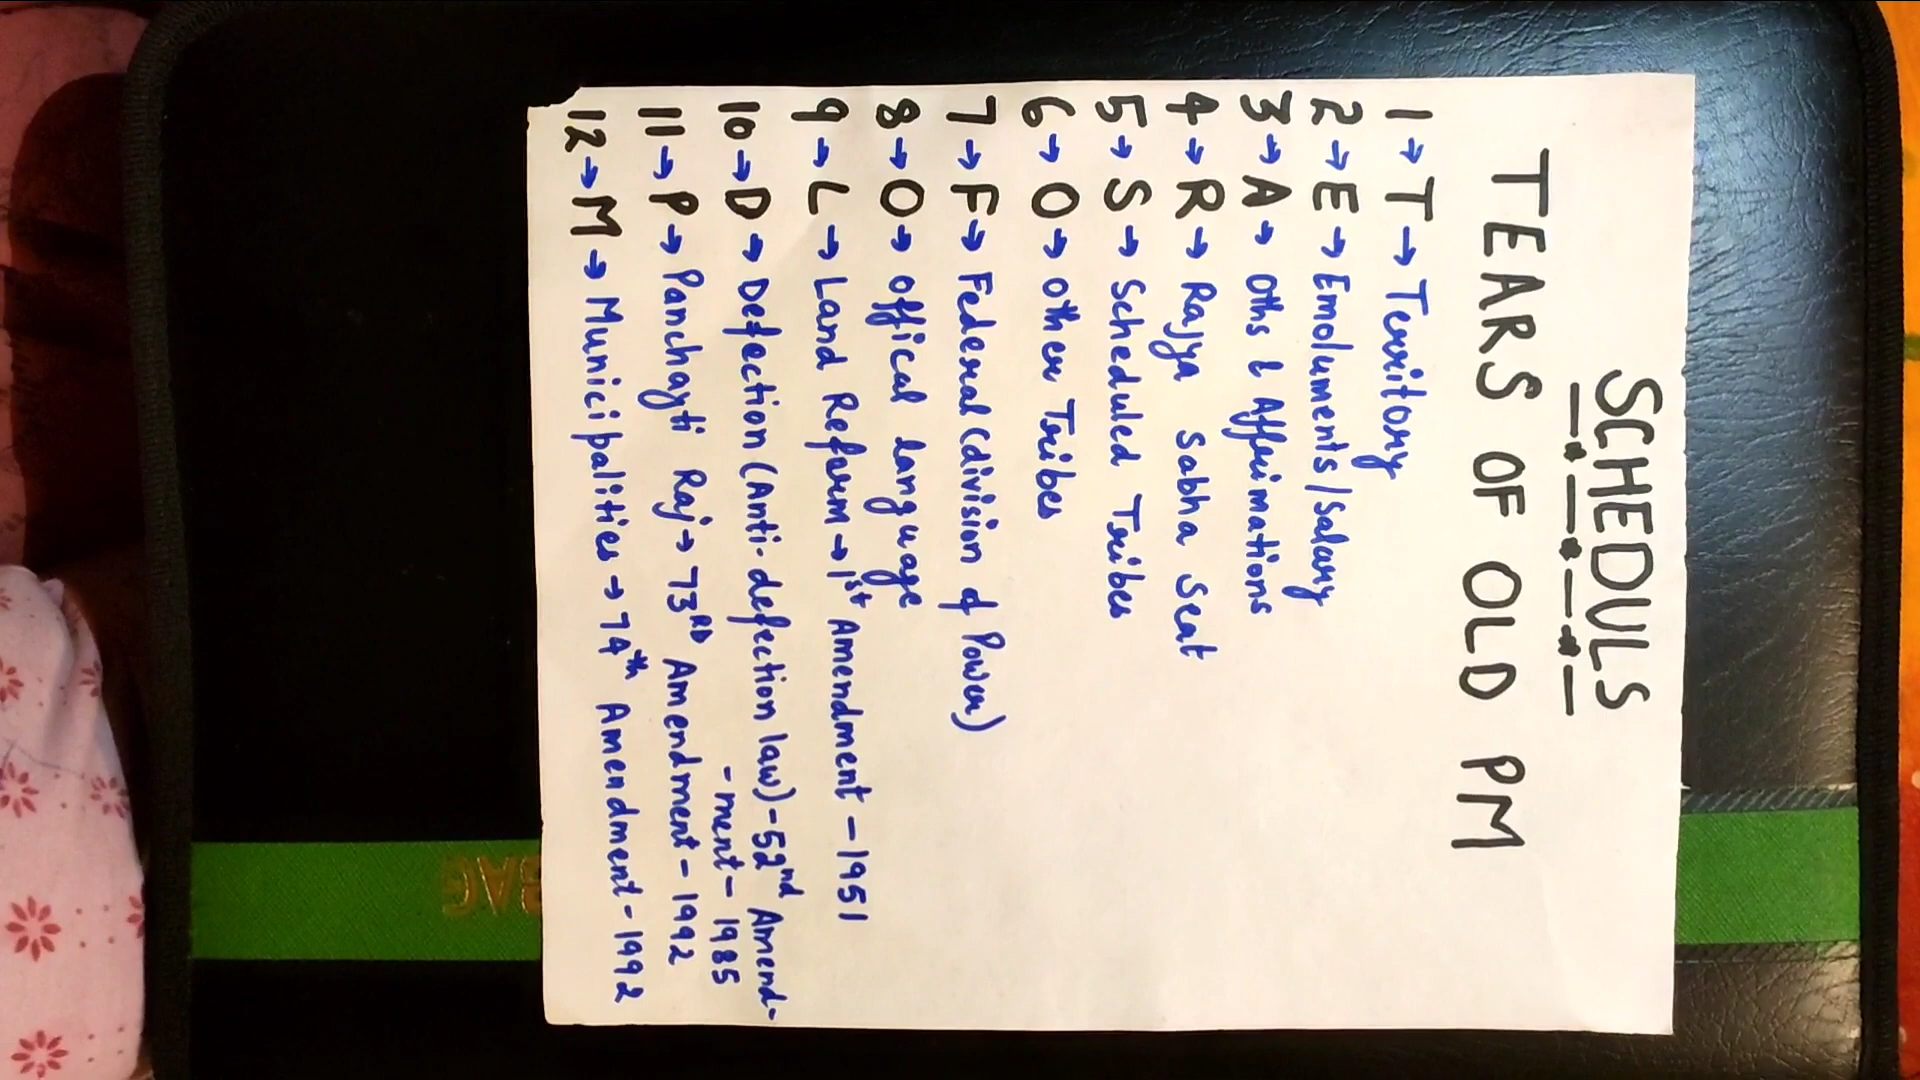 SCHEDULS
TEARS OF OLD PM
1→T→Territory
2→E→Emoluments/Salary
3→A→Oths & Affrimations
4→R→Rajya Sabha Seat
5→S→Scheduled Tribes
6→O→Other Tribes
7→F→Federal (division of Power)
8→O→Offical Language
9→L→Land Reform→1st Amendment-1951
10→D→Defection (Anti-defection law)-52nd Amend-
-ment-1985
11→P→Panchayti Raj→73RD Amendment-1992
12→M→Municipalities→74th Amendment-1992
BAG